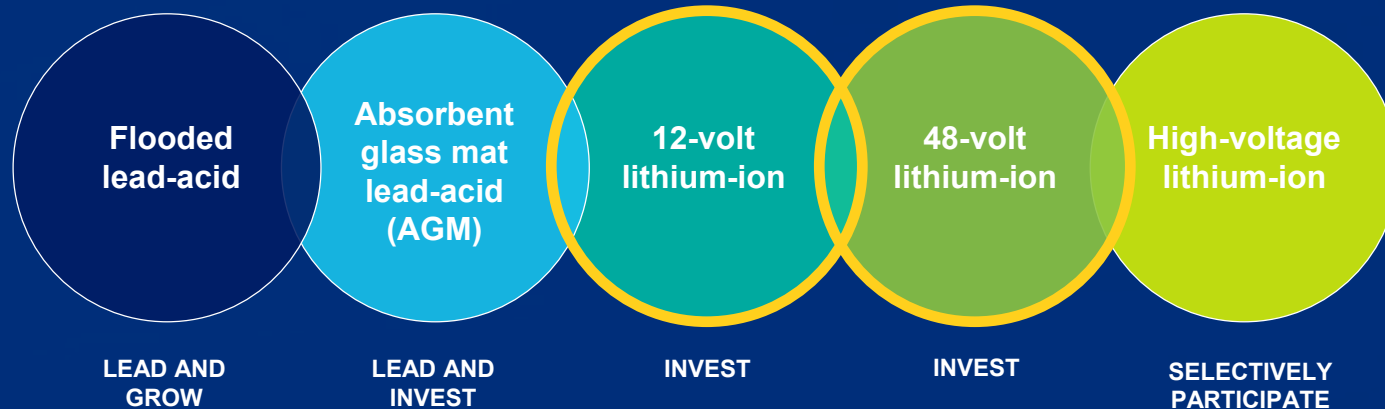 Flooded
lead-acid
Absorbent
glass mat
lead-acid
(AGM)
12-volt
lithium-ion
48-volt
lithium-ion
High-voltage
lithium-ion
LEAD AND
GROW
LEAD AND
INVEST
INVEST
INVEST
SELECTIVELY
PARTICIPATE